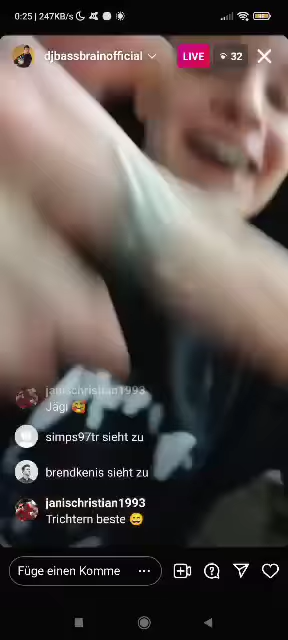 0:25 | 247KB/s
djbassbrainofficial
LIVE
32
janischristian1993
Jägi 🥰
simps97tr sieht zu
brendkenis sieht zu
janischristian1993
Trichtern beste 😅
Füge einen Komme